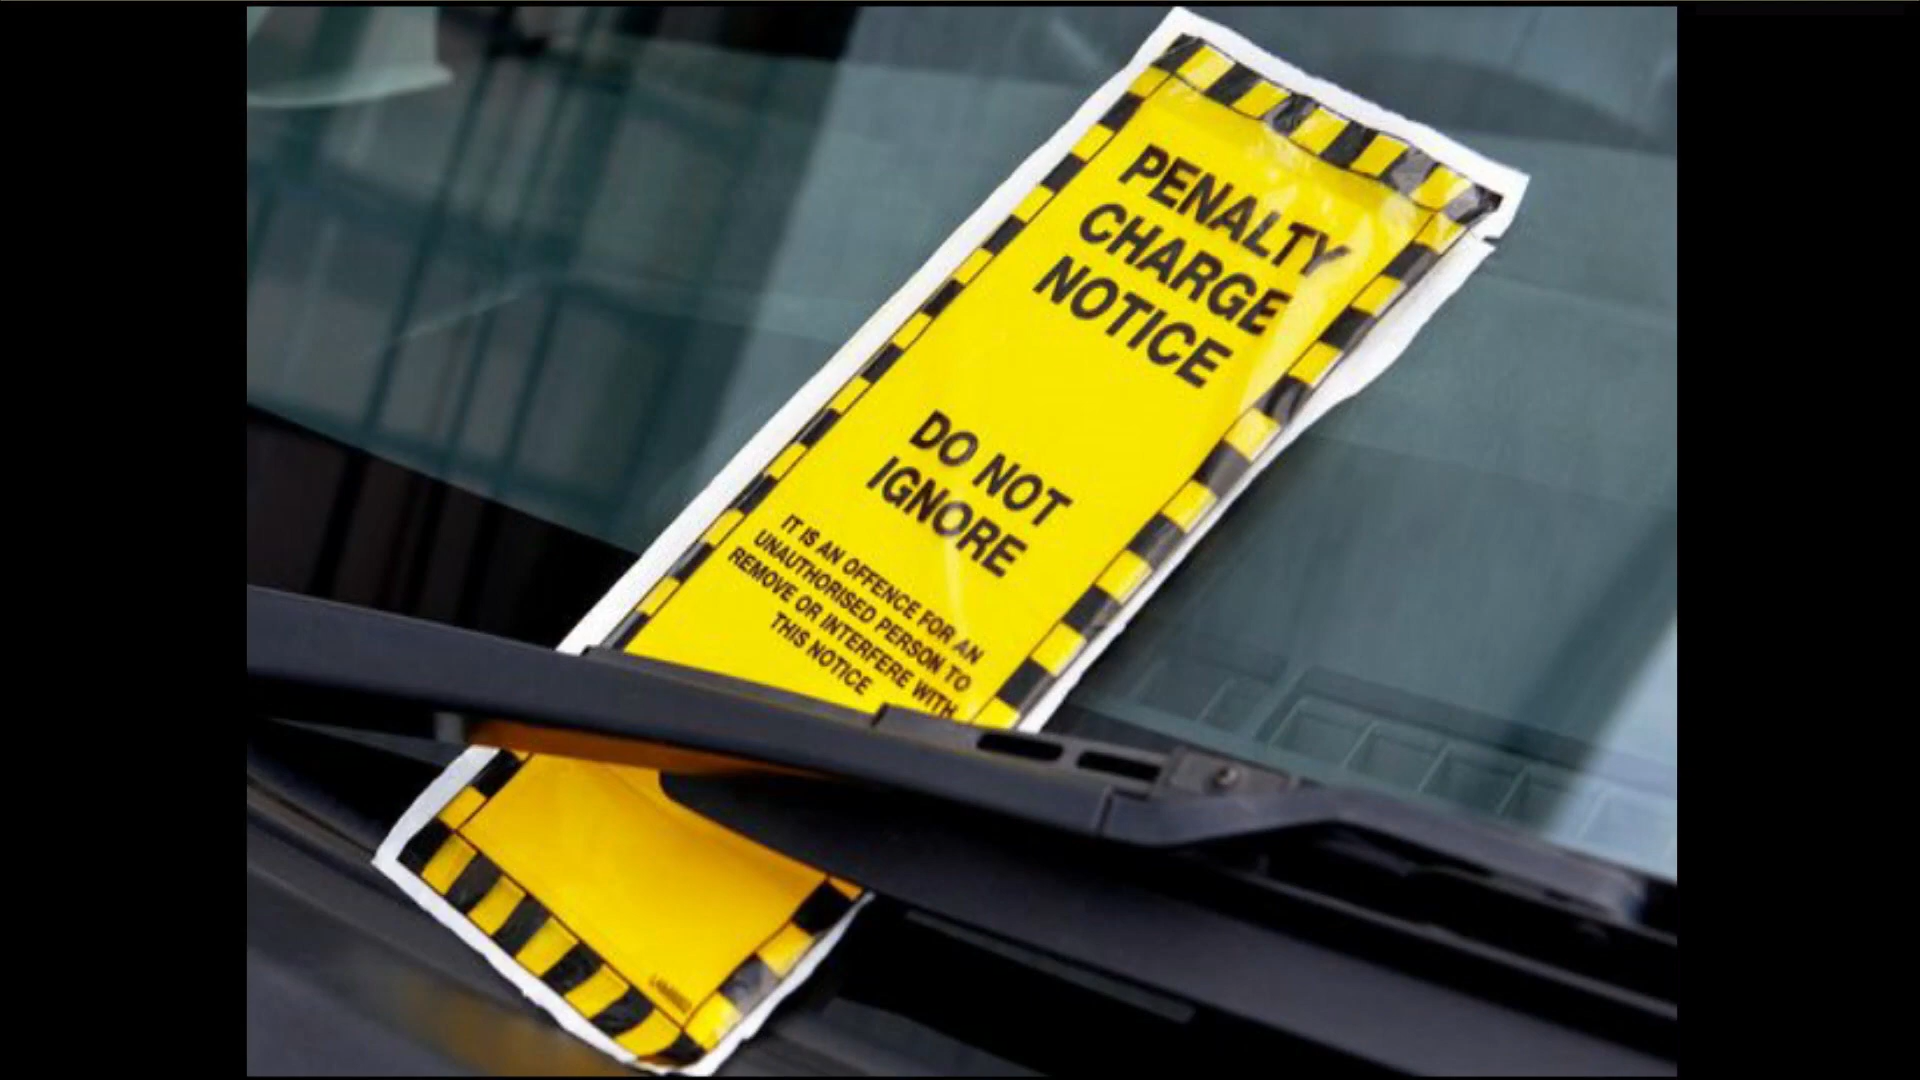 PENALTY
CHARGE
NOTICE
DO NOT
IGNORE
IT IS AN OFFENCE FOR AN
UNAUTHORISED PERSON TO
REMOVE OR INTERFERE WITH
THIS NOTICE